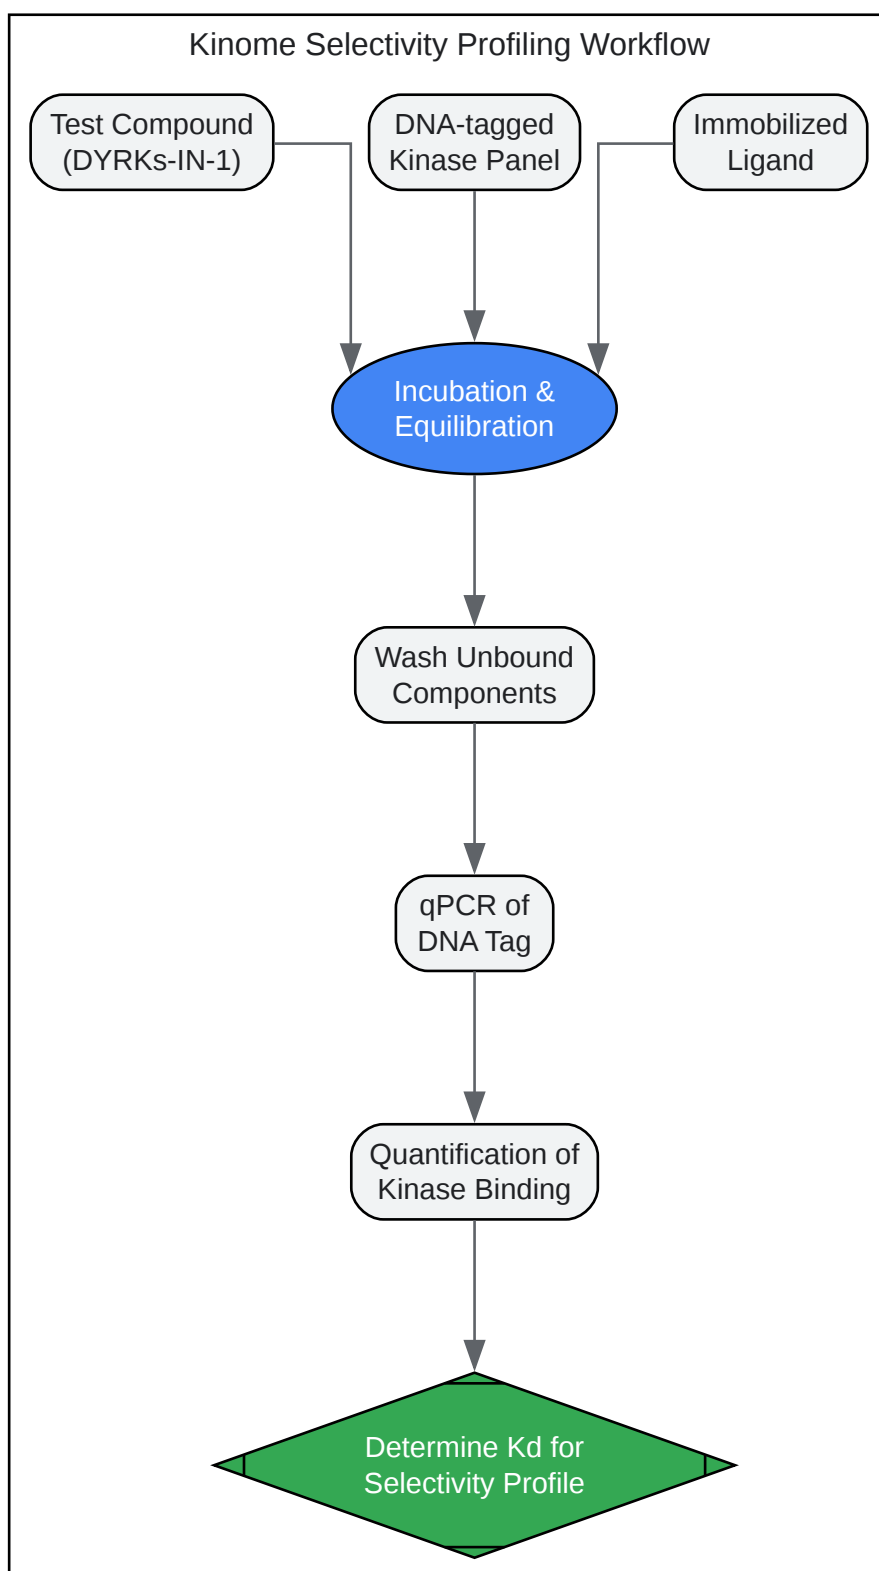 Kinome Selectivity Profiling Workflow
Test Compound
(DYRKs-IN-1)
DNA-tagged
Kinase Panel
Immobilized
Ligand
Incubation &
Equilibration
Wash Unbound
Components
qPCR of
DNA Tag
Quantification of
Kinase Binding
Determine Kd for
Selectivity Profile